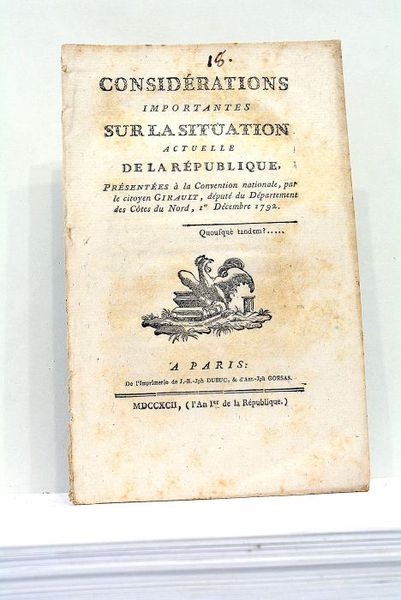 18.
CONSIDÉRATIONS
IMPORTANTES
SUR LA SITUATION
ACTUELLE
DE LA RÉPUBLIQUE,
PRÉSENTÉES à la Convention nationale, par
le citoyen GIRAULT, député du Département
des Côtes du Nord, 1er Décembre 1792.
Quousque tandem?.....
A PARIS:
De l'Imprimerie de J.-B.-Jph DUBUC, & d'Ant.-Jph GORSAS.
MDCCXCII, (l'An Ier de la République.)